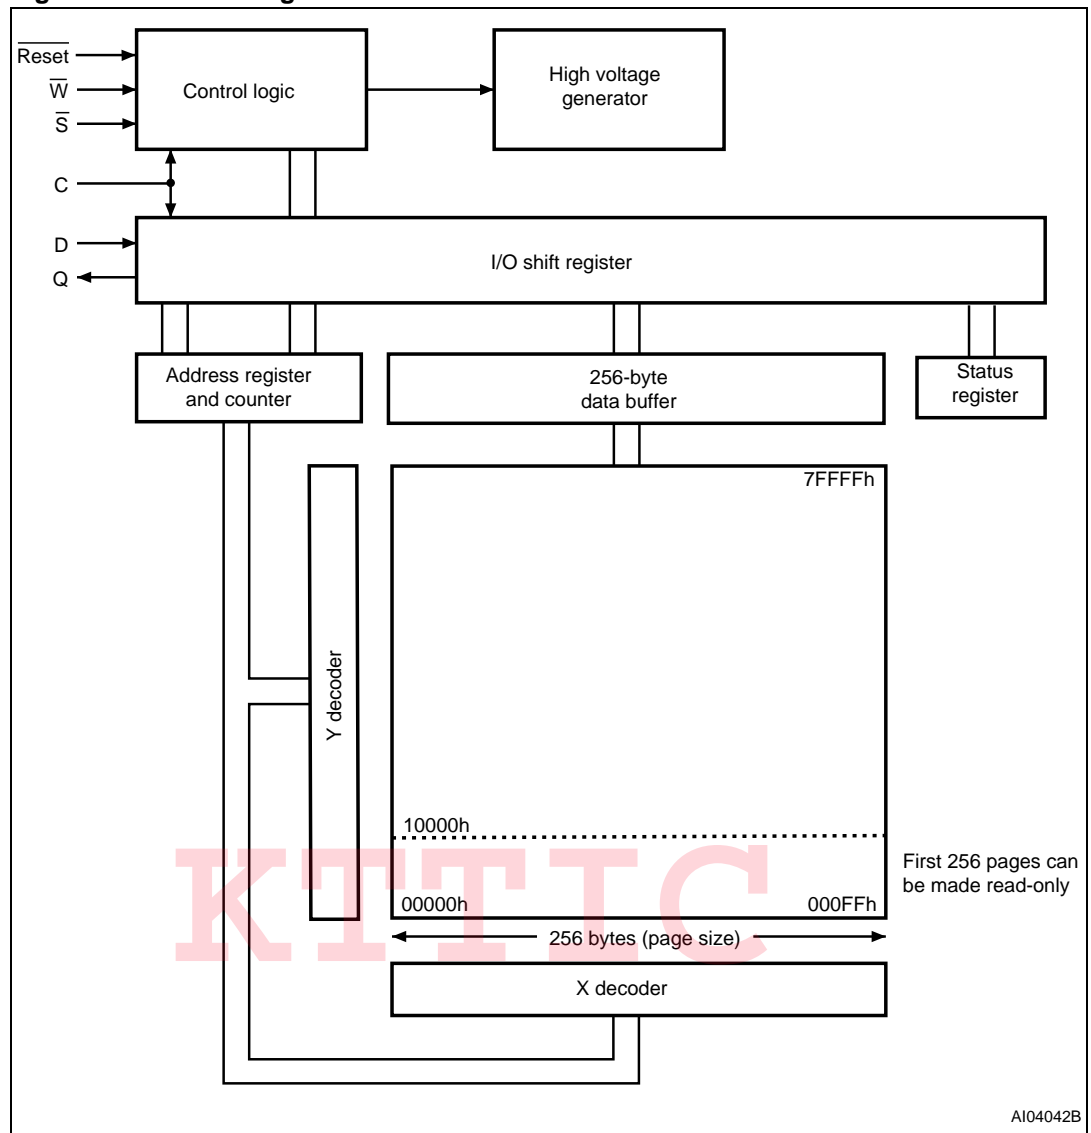 Reset
W
S
C
D
Q
Control logic
High voltage
generator
I/O shift register
Address register
and counter
256-byte
data buffer
Status
register
7FFFFh
Y decoder
10000h
00000h
000FFh
First 256 pages can
be made read-only
256 bytes (page size)
X decoder
KTTIC
AI04042B